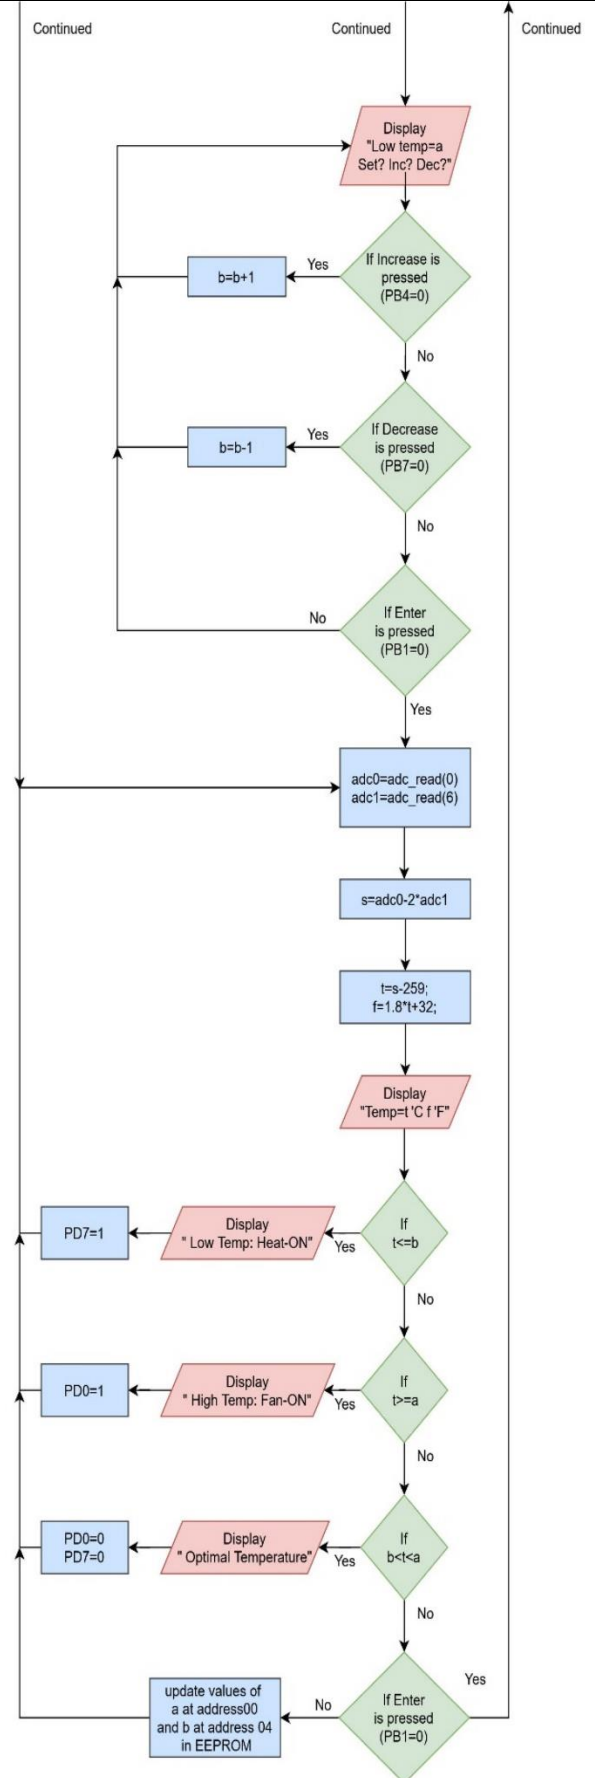 Continued
Continued
Continued
Display
"Low temp=a
Set? Inc? Dec?"
If Increase is
pressed
(PB4=0)
Yes
b=b+1
No
If Decrease
is pressed
(PB7=0)
Yes
b=b-1
No
If Enter
is pressed
(PB1=0)
No
Yes
adc0=adc_read(0)
adc1=adc_read(6)
s=adc0-2*adc1
t=s-259;
f=1.8*t+32;
Display
"Temp=t 'C f 'F"
If
t<=b
Yes
Display
" Low Temp: Heat-ON"
PD7=1
No
If
t>=a
Yes
Display
" High Temp: Fan-ON"
PD0=1
No
If
b<t<a
Yes
Display
" Optimal Temperature"
PD0=0
PD7=0
No
If Enter
is pressed
(PB1=0)
Yes
No
update values of
a at address00
and b at address 04
in EEPROM